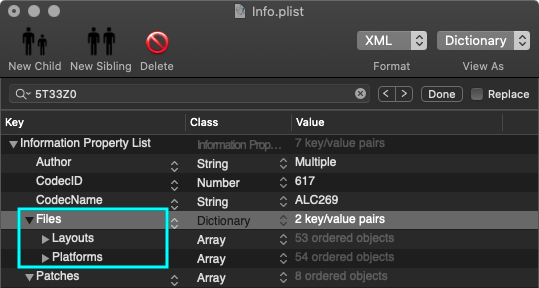 Info.plist
New Child New Sibling Delete XML Dictionary
Format View As
5T33Z0 Done Replace
Key Class Value
Information Property List Information Prope... 7 key/value pairs
Author String Multiple
CodecID Number 617
CodecName String ALC269
Files Dictionary 2 key/value pairs
Layouts Array 53 ordered objects
Platforms Array 54 ordered objects
Patches Array 8 ordered objects